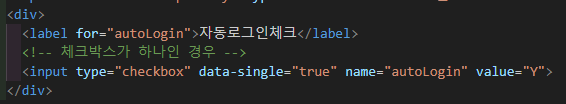 <div>
<label for="autoLogin">자동로그인체크</label>
<!-- 체크박스가 하나인 경우 -->
<input type="checkbox" data-single="true" name="autoLogin" value="Y">
</div>